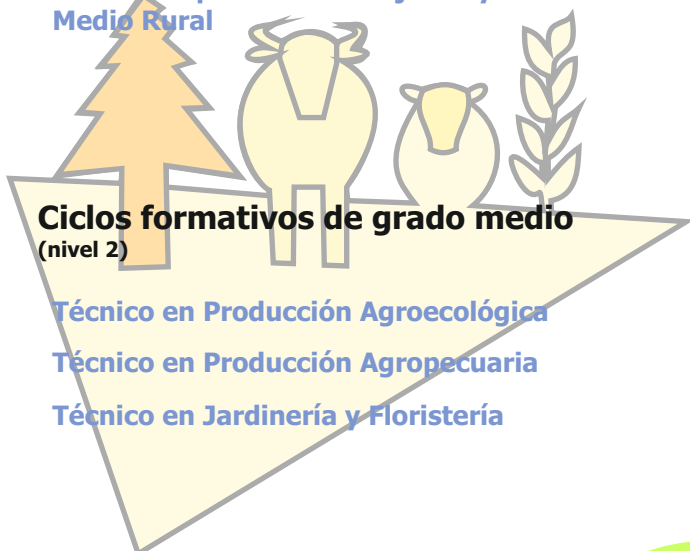 Medio Rural
Ciclos formativos de grado medio
(nivel 2)
Técnico en Producción Agroecológica
Técnico en Producción Agropecuaria
Técnico en Jardinería y Floristería